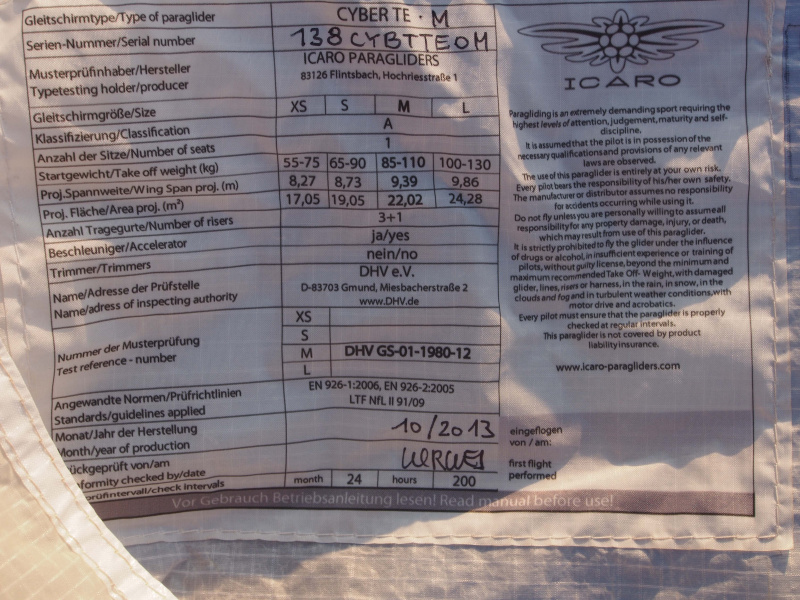 Gleitschirmtype/Type of paraglider CYBER TE · M
Serien-Nummer/Serial number 138CYBTTEOM
Musterprüfinhaber/Hersteller ICARO PARAGLIDERS
Typetesting holder/producer 83126 Flintsbach, Hochriesstraße 1
Gleitschirmgröße/Size XS S M L
Klassifizierung/Classification A
Anzahl der Sitze/Number of seats 1
Startgewicht/Take off weight (kg) 55-75 65-90 85-110 100-130
Proj.Spannweite/Wing Span proj. (m) 8,27 8,73 9,39 9,86
Proj. Fläche/Area proj. (m²) 17,05 19,05 22,02 24,28
Anzahl Tragegurte/Number of risers 3+1
Beschleuniger/Accelerator ja/yes
Trimmer/Trimmers nein/no
Name/Adresse der Prüfstelle DHV e.V.
Name/adress of inspecting authority D-83703 Gmund, Miesbacherstraße 2
www.DHV.de
XS
S
Nummer der Musterprüfung M DHV GS-01-1980-12
Test reference - number
L
Angewandte Normen/Prüfrichtlinien EN 926-1:2006, EN 926-2:2005
Standards/guidelines applied LTF NfL II 91/09
Monat/Jahr der Herstellung 10/2013
Month/year of production
ückgeprüft von/am
formity checked by/date
prüfintervall/check intervals month 24 hours 200
ICARO
Paragliding is an extremely demanding sport requiring the
highest levels of attention, judgement, maturity and self-
discipline.
It is assumed that the pilot is in possession of the
necessary qualifications and provisions of any relevant
laws are observed.
The use of this paraglider is entirely at your own risk.
Every pilot bears the responsibility of his/her own safety.
The manufacturer or distributor assumes no responsibility
for accidents occurring while using it.
Do not fly unless you are personally willing to assume all
responsibility for any property damage, injury, or death,
which may result from use of this paraglider.
It is strictly prohibited to fly the glider under the influence
of drugs or alcohol, in insufficient experience or training of
pilots, without guilty license, beyond the minimum and
maximum recommended Take Off- Weight, with damaged
glider, lines, risers or harness, in the rain, in snow, in the
clouds and fog and in turbulent weather conditions, with
motor drive and acrobatics.
Every pilot must ensure that the paraglider is properly
checked at regular intervals.
This paraglider is not covered by product
liability insurance.
www.icaro-paragliders.com
eingeflogen
von / am:
first flight
performed
Vor Gebrauch Betriebsanleitung lesen! Read manual before use!